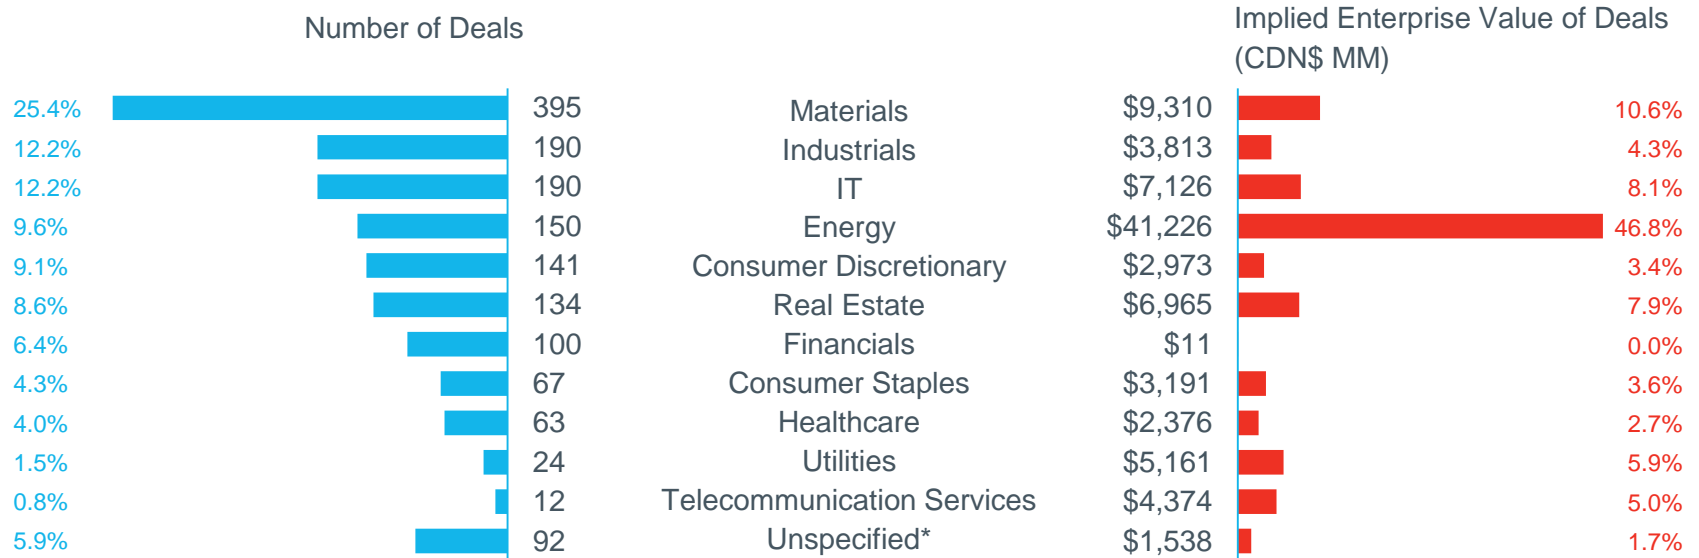 Number of Deals
Implied Enterprise Value of Deals
(CDN$ MM)
25.4% 395 Materials $9,310 10.6%
12.2% 190 Industrials $3,813 4.3%
12.2% 190 IT $7,126 8.1%
9.6% 150 Energy $41,226 46.8%
9.1% 141 Consumer Discretionary $2,973 3.4%
8.6% 134 Real Estate $6,965 7.9%
6.4% 100 Financials $11 0.0%
4.3% 67 Consumer Staples $3,191 3.6%
4.0% 63 Healthcare $2,376 2.7%
1.5% 24 Utilities $5,161 5.9%
0.8% 12 Telecommunication Services $4,374 5.0%
5.9% 92 Unspecified* $1,538 1.7%